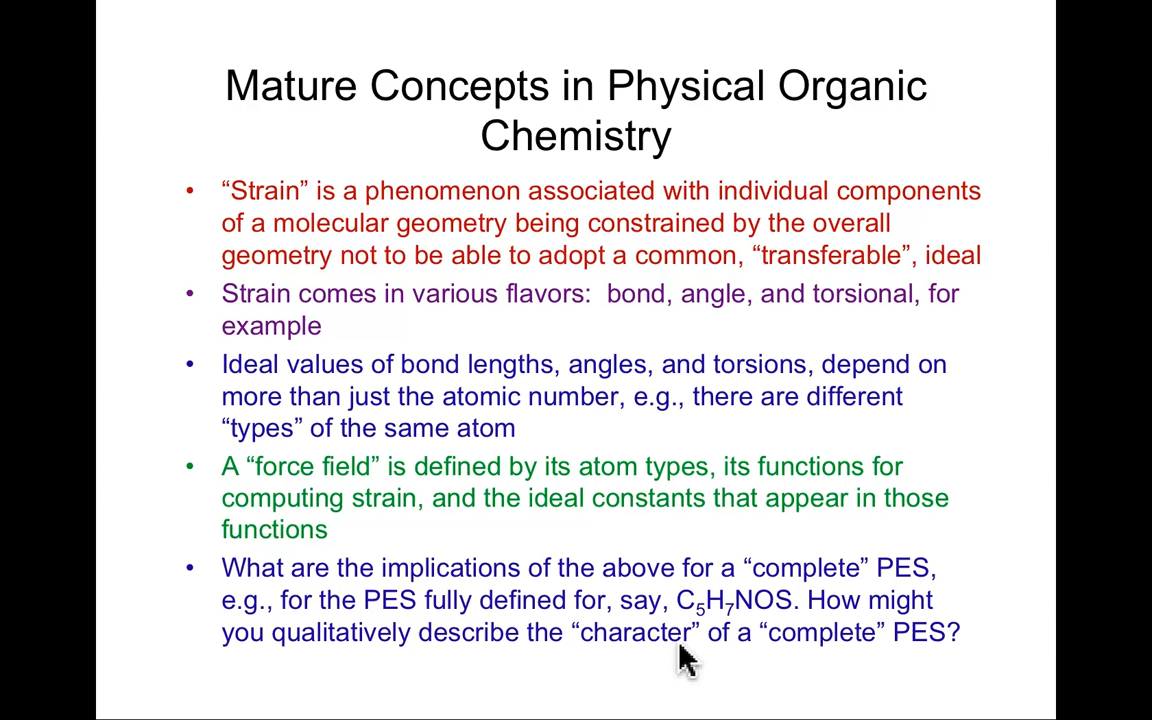 Mature Concepts in Physical Organic
Chemistry
• “Strain” is a phenomenon associated with individual components
of a molecular geometry being constrained by the overall
geometry not to be able to adopt a common, “transferable”, ideal
• Strain comes in various flavors:  bond, angle, and torsional, for
example
• Ideal values of bond lengths, angles, and torsions, depend on
more than just the atomic number, e.g., there are different
“types” of the same atom
• A “force field” is defined by its atom types, its functions for
computing strain, and the ideal constants that appear in those
functions
• What are the implications of the above for a “complete” PES,
e.g., for the PES fully defined for, say, C₅H₇NOS. How might
you qualitatively describe the “character” of a “complete” PES?